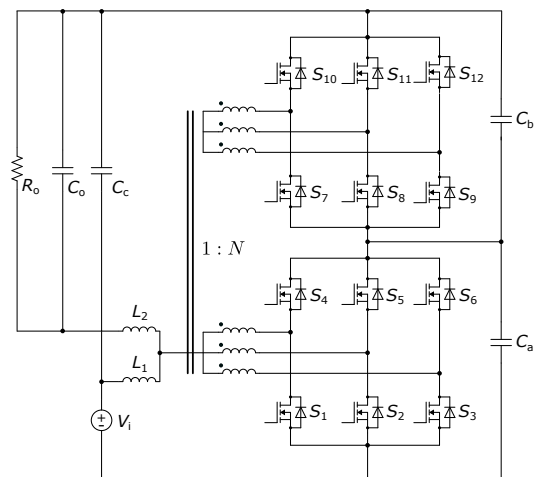 S10 S11 S12
Cb
Ro Co Cc
S7 S8 S9
1 : N
S4 S5 S6
L2
Ca
L1
S1 S2 S3
Vi